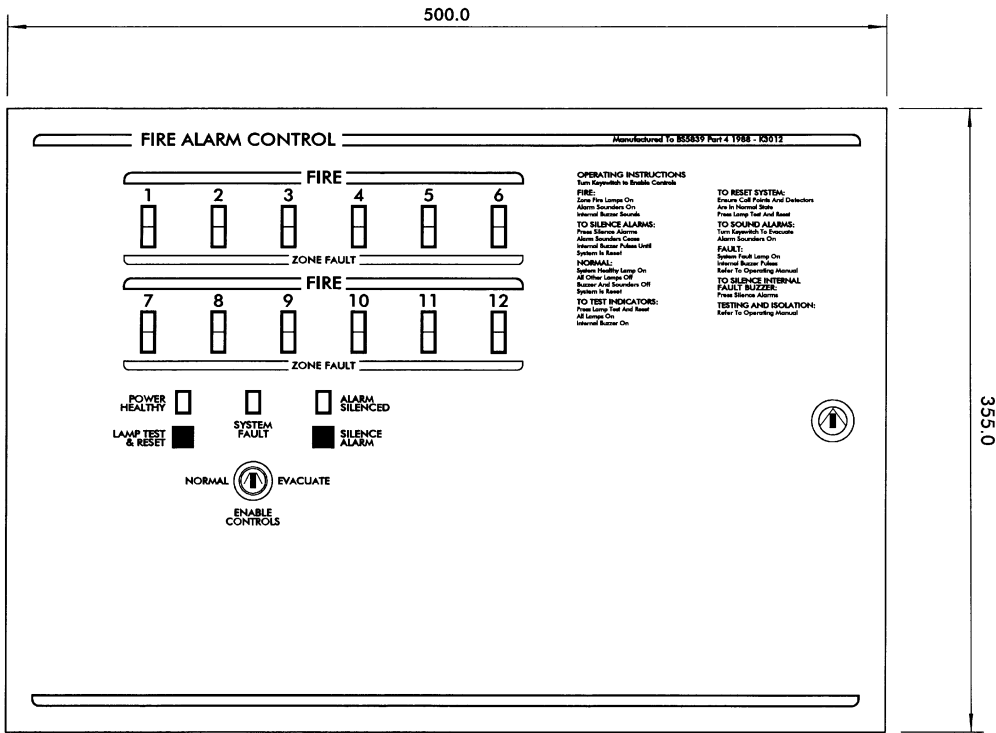 500.0
FIRE ALARM CONTROL
Manufactured To BS5839 Part 4 1988 - K3012
FIRE
1 2 3 4 5 6
ZONE FAULT
FIRE
7 8 9 10 11 12
ZONE FAULT
POWER
HEALTHY
SYSTEM
FAULT
ALARM
SILENCED
LAMP TEST
& RESET
SILENCE
ALARM
NORMAL
EVACUATE
ENABLE
CONTROLS
OPERATING INSTRUCTIONS
Turn Keyswitch to Enable Controls
FIRE:
Zone Fire Lamps On
Alarm Sounders On
Internal Buzzer Sounds
TO SILENCE ALARMS:
Press Silence Alarms
Alarm Sounders Cease
Internal Buzzer Pulses Until
System Is Reset
NORMAL:
System Healthy Lamp On
All Other Lamps Off
Buzzer And Sounders Off
System Is Reset
TO TEST INDICATORS:
Press Lamp Test And Reset
All Lamps On
Internal Buzzer On
TO RESET SYSTEM:
Ensure Call Points And Detectors
Are In Normal State
Press Lamp Test And Reset
TO SOUND ALARMS:
Turn Keyswitch To Evacuate
Alarm Sounders On
FAULT:
System Fault Lamp On
Internal Buzzer Pulses
Refer To Operating Manual
TO SILENCE INTERNAL
FAULT BUZZER:
Press Silence Alarms
TESTING AND ISOLATION:
Refer To Operating Manual
355.0